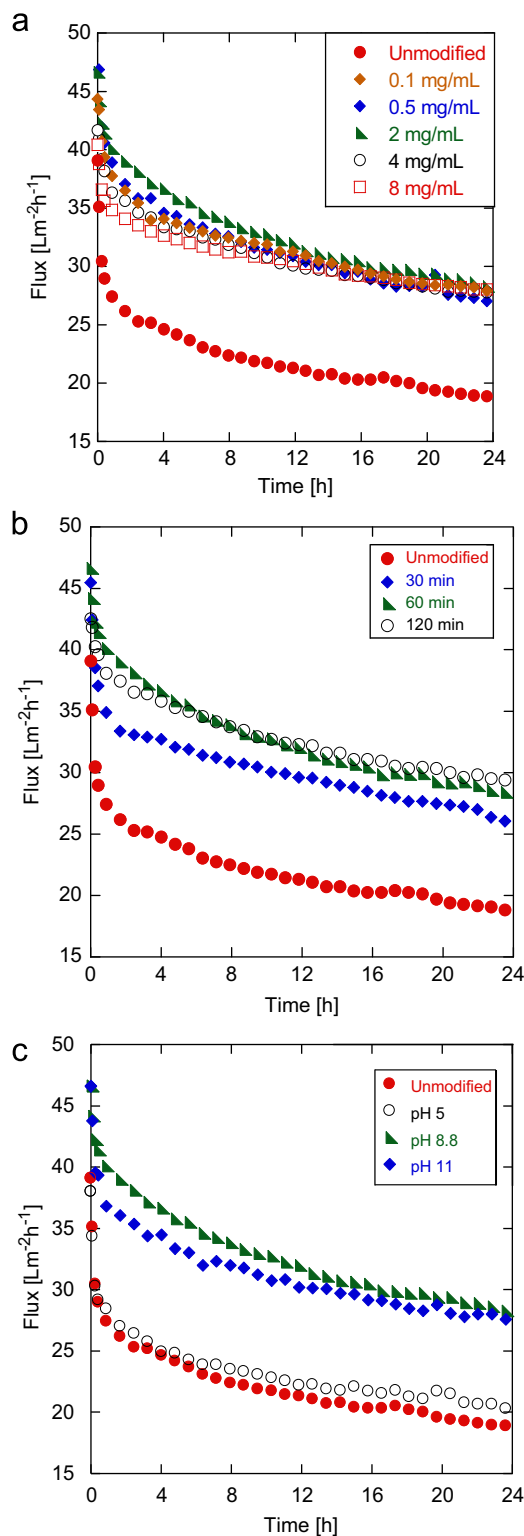 a
50
45
40
35
30
25
20
15
Flux [Lm⁻²h⁻¹]
Unmodified
0.1 mg/mL
0.5 mg/mL
2 mg/mL
4 mg/mL
8 mg/mL
0 4 8 12 16 20 24
Time [h]
b
50
45
40
35
30
25
20
15
Flux [Lm⁻²h⁻¹]
Unmodified
30 min
60 min
120 min
0 4 8 12 16 20 24
Time [h]
c
50
45
40
35
30
25
20
15
Flux [Lm⁻²h⁻¹]
Unmodified
pH 5
pH 8.8
pH 11
0 4 8 12 16 20 24
Time [h]